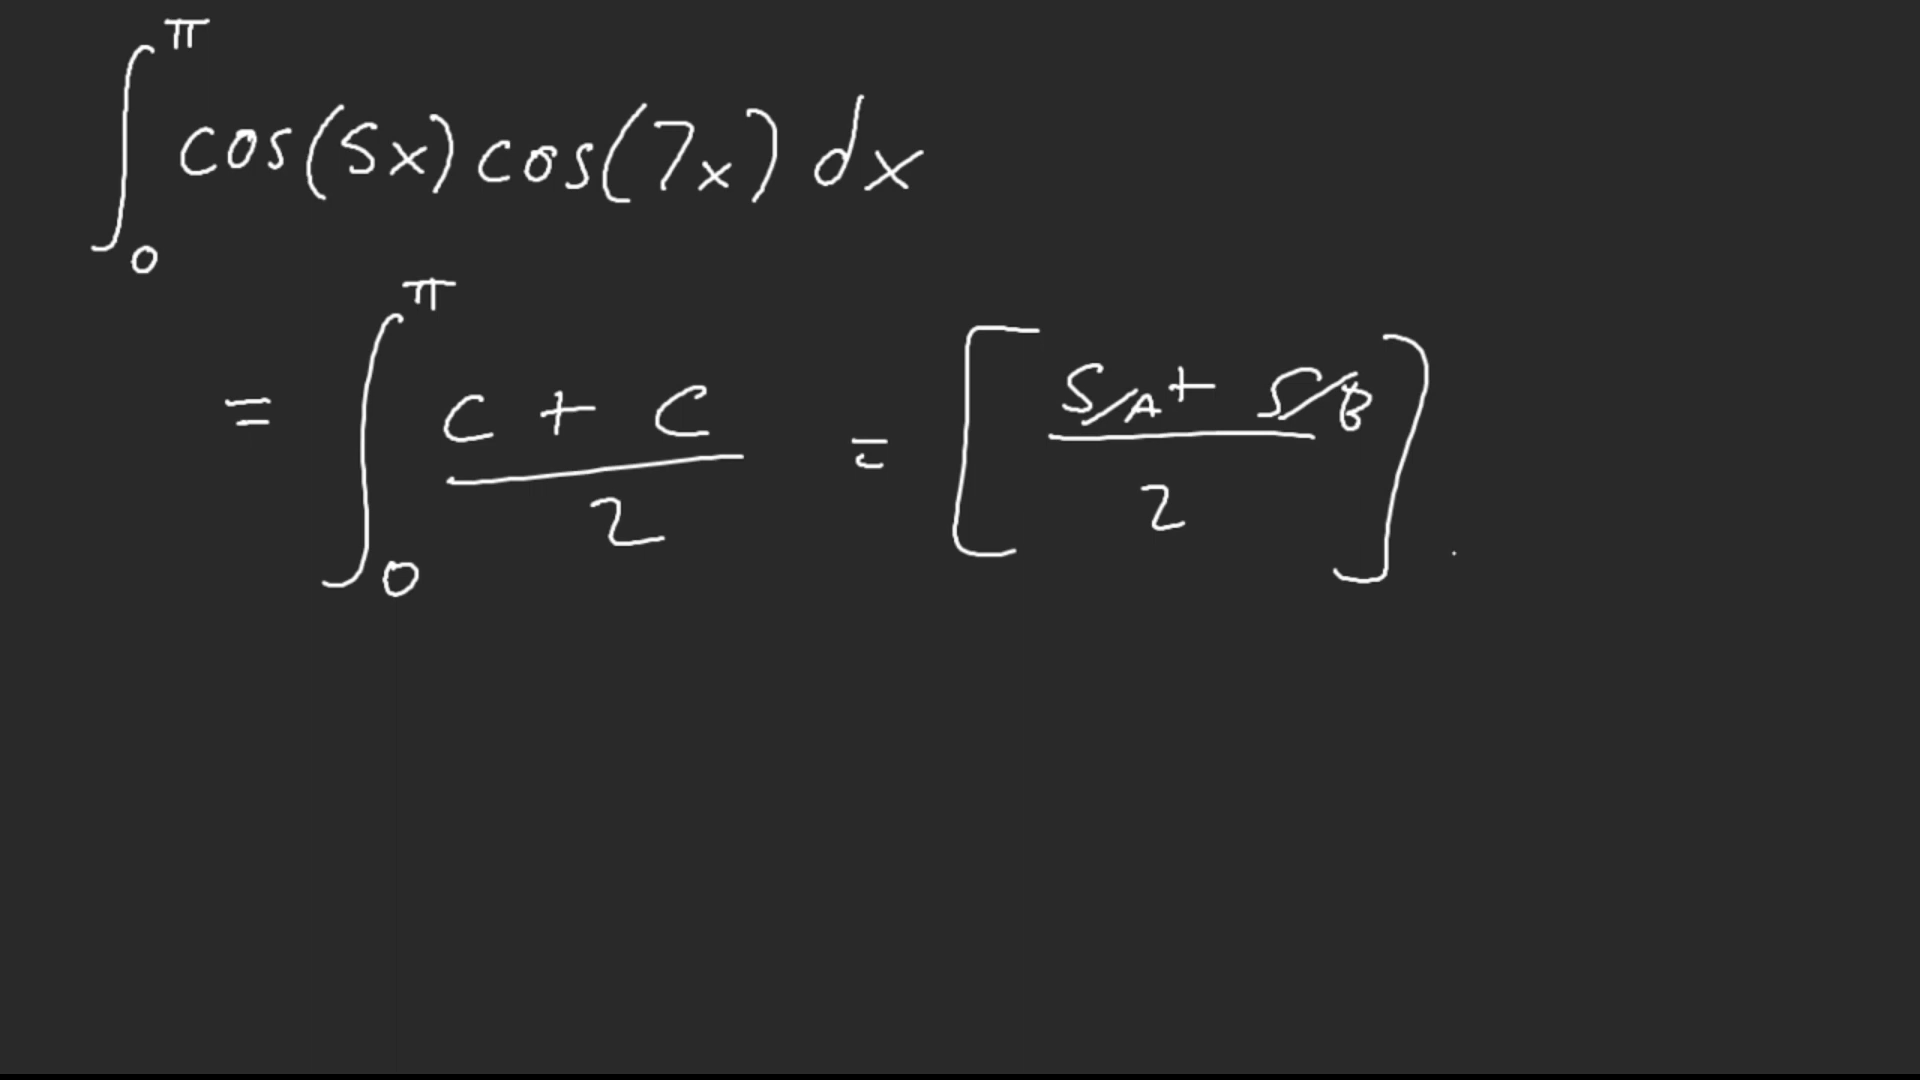 ∫₀^π cos(5x) cos(7x) dx
= ∫₀^π (C + C)/2 = [(S/A + S/B)/2]